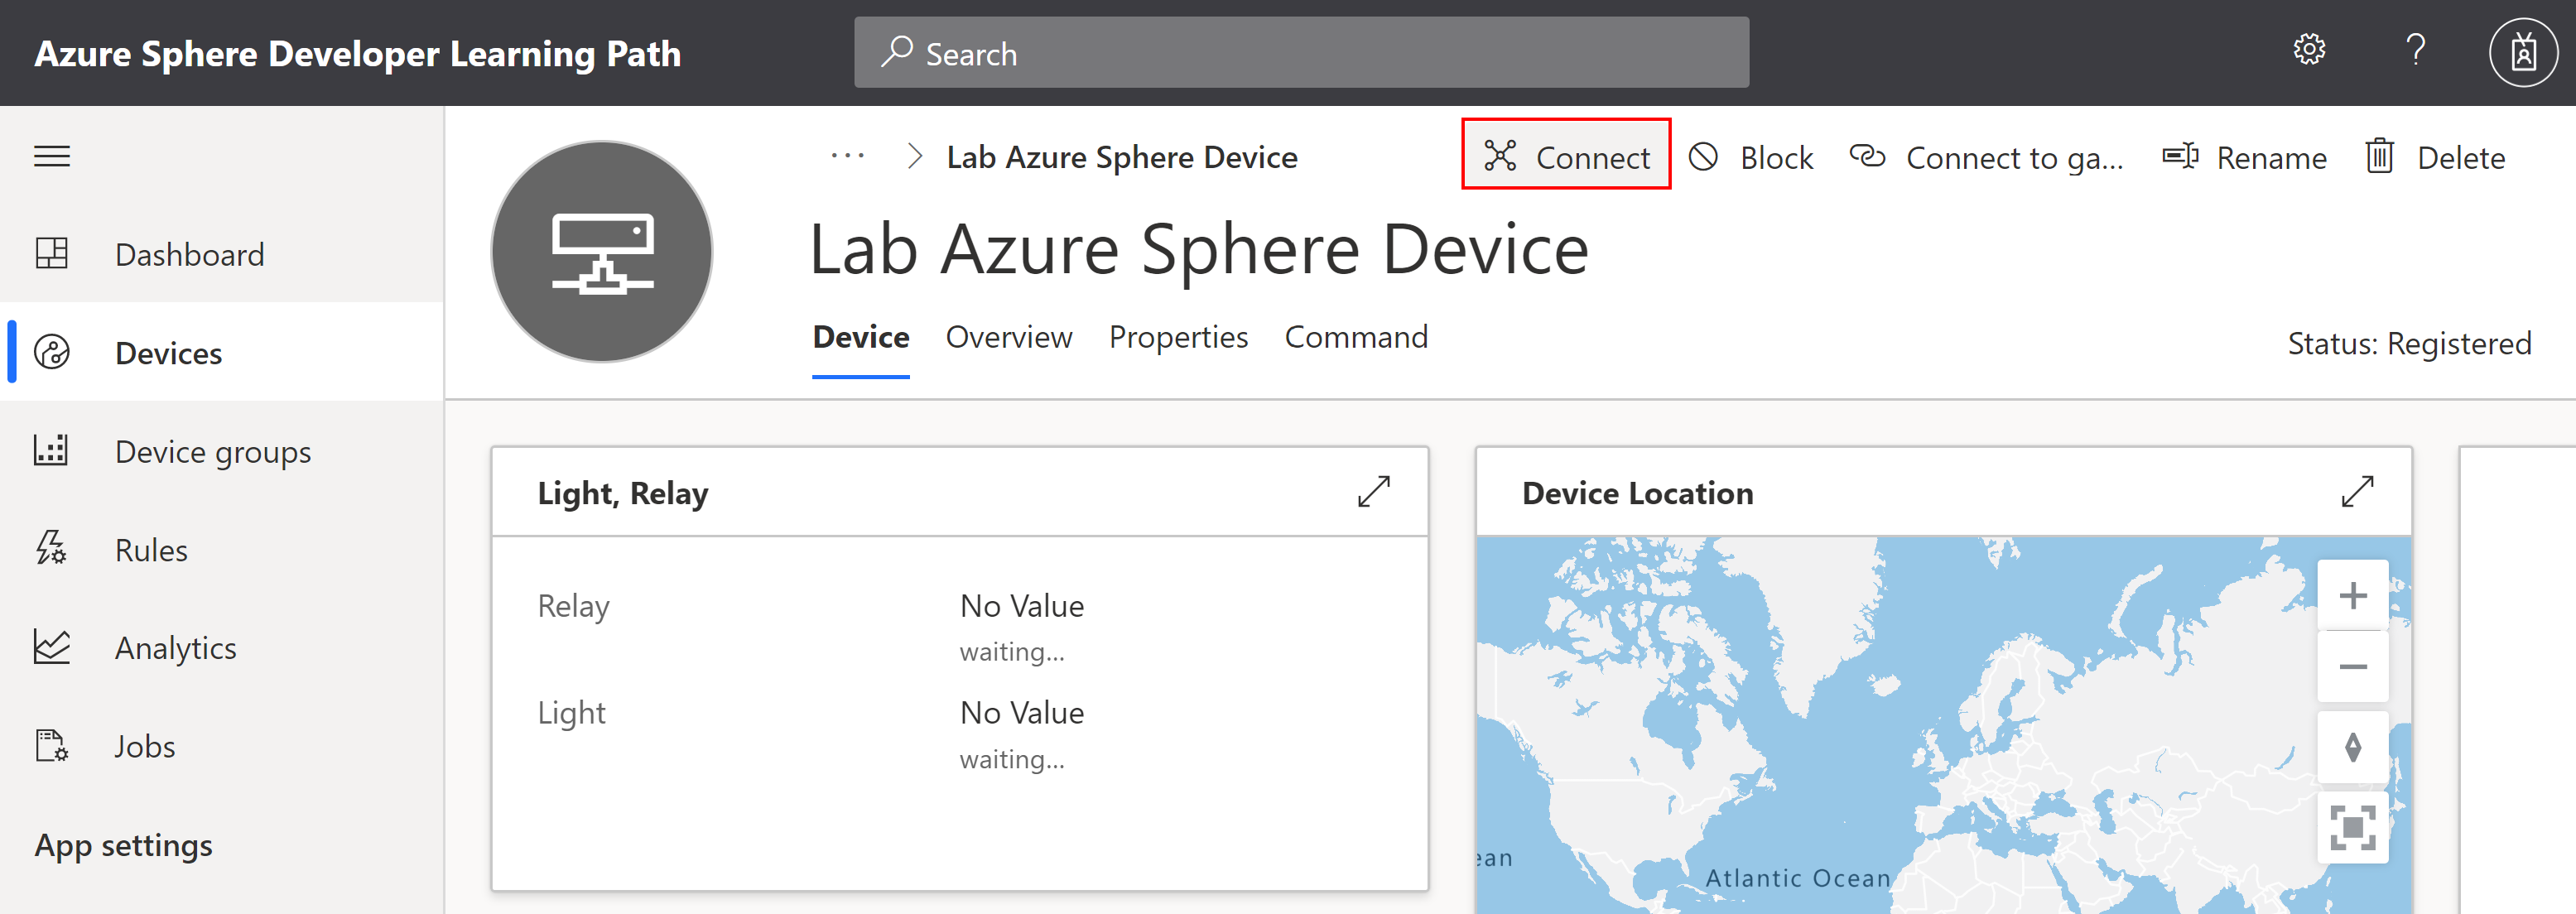 Azure Sphere Developer Learning Path
Search
?
Dashboard
Devices
Device groups
Rules
Analytics
Jobs
App settings
... > Lab Azure Sphere Device
Connect
Block
Connect to ga...
Rename
Delete
Lab Azure Sphere Device
Device Overview Properties Command
Status: Registered
Light, Relay
Relay No Value
waiting...
Light No Value
waiting...
Device Location
+
−
ean
Atlantic Ocean